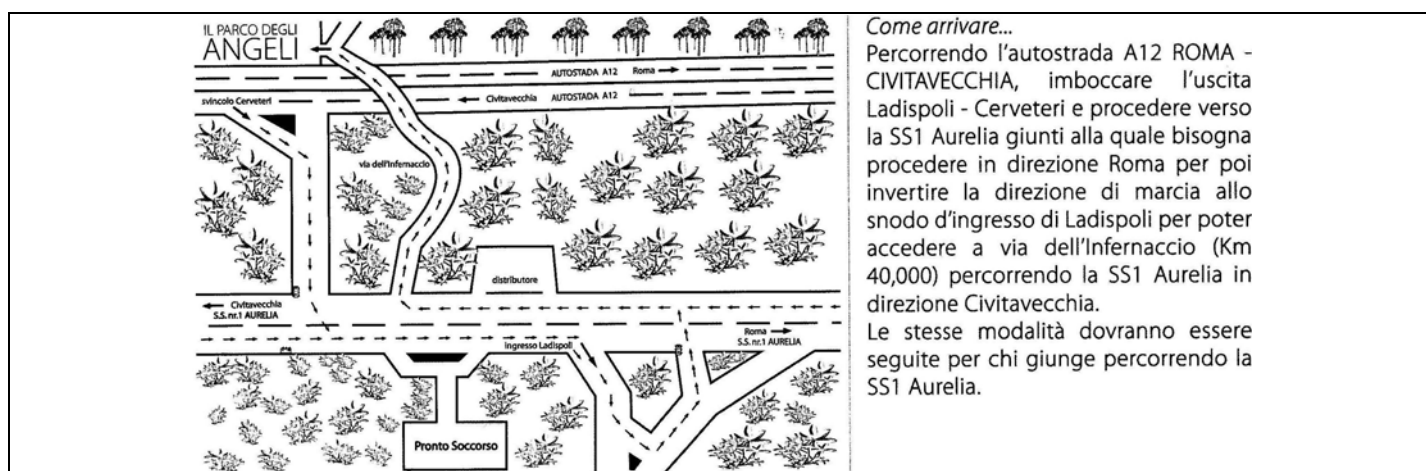 IL PARCO DEGLI
ANGELI
AUTOSTADA A12 Roma
svincolo Cerveteri
Civitavecchia AUTOSTADA A12
via dell'Infernaccio
distributore
Civitavecchia
S.S. nr.1 AURELIA
Roma
S.S. nr.1 AURELIA
Ingresso Ladispoli
Pronto Soccorso
Come arrivare...
Percorrendo l'autostrada A12 ROMA -
CIVITAVECCHIA, imboccare l'uscita
Ladispoli - Cerveteri e procedere verso
la SS1 Aurelia giunti alla quale bisogna
procedere in direzione Roma per poi
invertire la direzione di marcia allo
snodo d'ingresso di Ladispoli per poter
accedere a via dell'Infernaccio (Km
40,000) percorrendo la SS1 Aurelia in
direzione Civitavecchia.
Le stesse modalità dovranno essere
seguite per chi giunge percorrendo la
SS1 Aurelia.